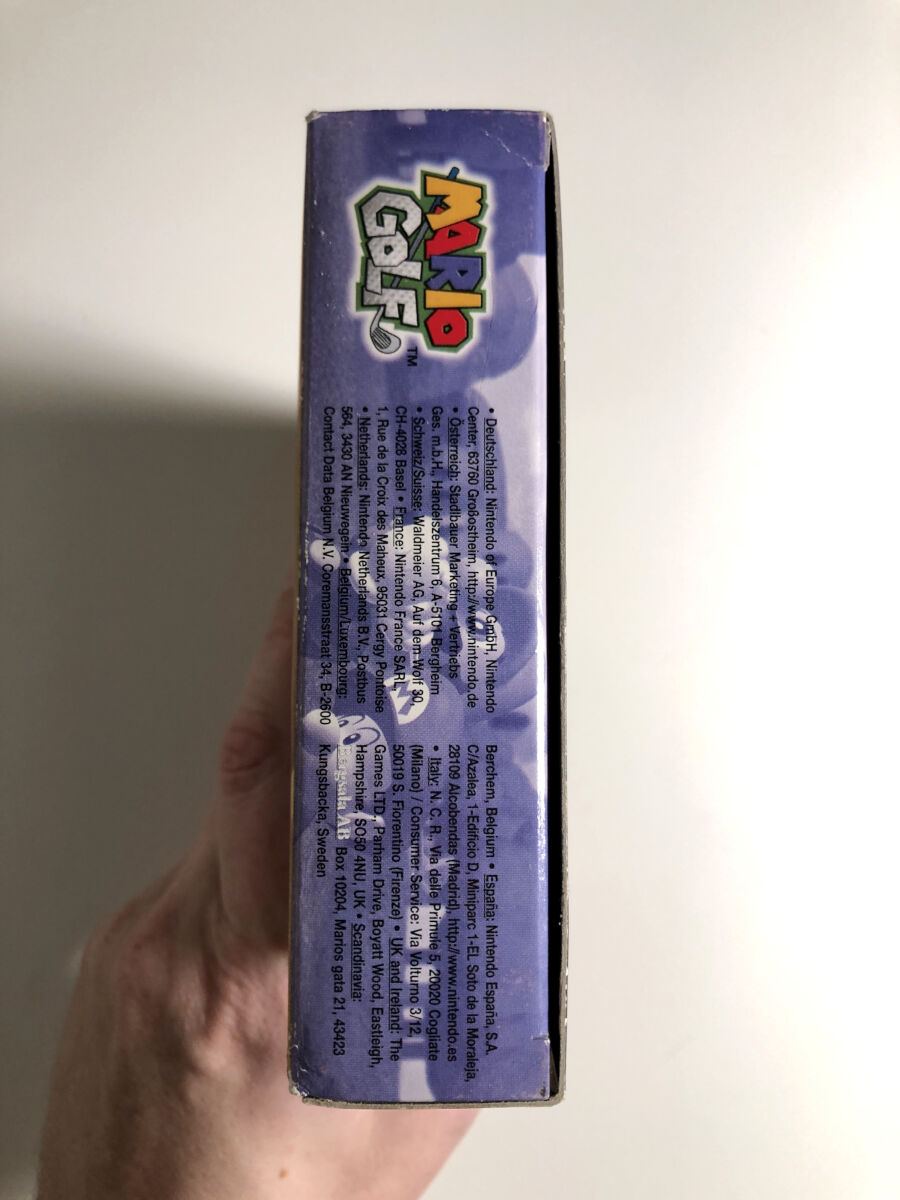 MARIO
GOLF™
• Deutschland: Nintendo of Europe GmbH, Nintendo
Center, 63760 Großostheim, http://www.nintendo.de
• Österreich: Stadlbauer Marketing + Vertriebs
Ges. m.b.H., Handelszentrum 6, A-5101 Bergheim
• Schweiz/Suisse: Waldmeier AG, Auf dem Wolf 30,
CH-4028 Basel • France: Nintendo France SARL,
1, Rue de la Croix des Maheux, 95031 Cergy Pontoise
• Netherlands: Nintendo Netherlands B.V., Postbus
564, 3430 AN Nieuwegein • Belgium/Luxembourg:
Contact Data Belgium N.V. Coremansstraat 34, B-2600
Berchem, Belgium • España: Nintendo España, S.A.
C/Azalea, 1-Edificio D, Miniparc 1-EL Soto de la Moraleja,
28109 Alcobendas (Madrid), http://www.nintendo.es
• Italy: N. C. R., Via delle Primule 5, 20020 Cogliate
(Milano) / Consumer Service: Via Volturno 3/12,
50019 S. Fiorentino (Firenze) • UK and Ireland: The
Games LTD., Parham Drive, Boyatt Wood, Eastleigh,
Hampshire, SO50 4NU, UK • Scandinavia:
Bergsala AB Box 10204, Marios gata 21, 43423
Kungsbacka, Sweden
M